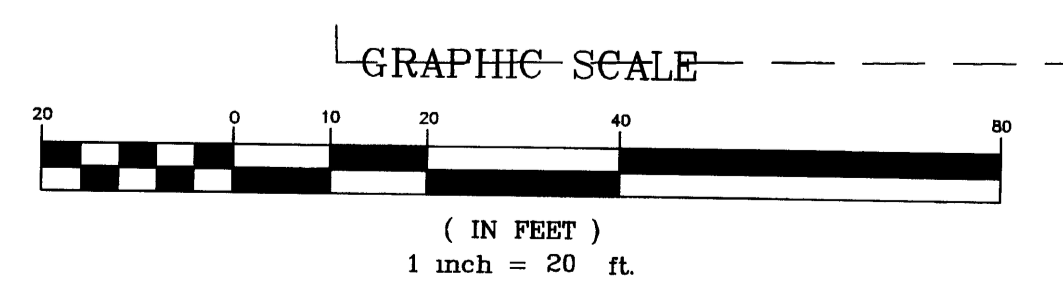 GRAPHIC SCALE
20 0 10 20 40 80
( IN FEET )
1 inch = 20 ft.